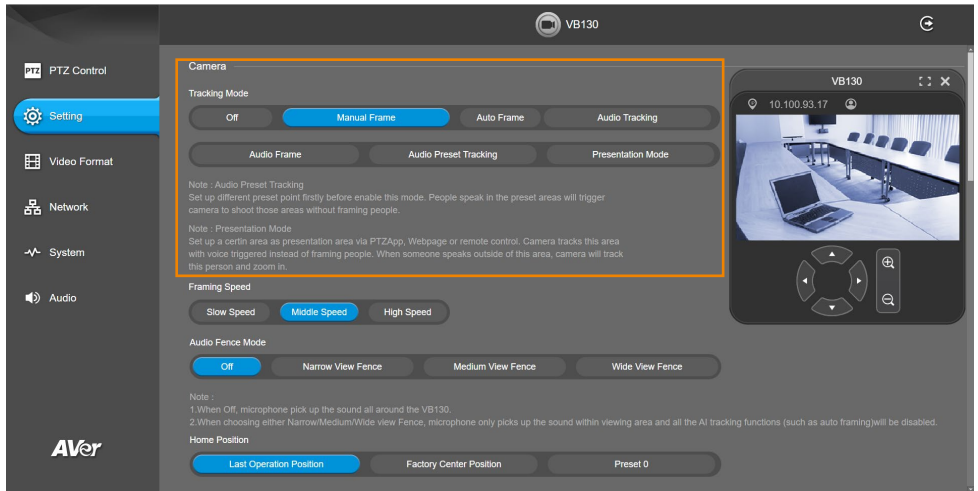 VB130
PTZ PTZ Control
Setting
Video Format
Network
System
Audio
AVer
Camera
Tracking Mode
Off Manual Frame Auto Frame Audio Tracking
Audio Frame Audio Preset Tracking Presentation Mode
Note : Audio Preset Tracking
Set up different preset point firstly before enable this mode. People speak in the preset areas will trigger
camera to shoot those areas without framing people.
Note : Presentation Mode
Set up a certin area as presentation area via PTZApp, Webpage or remote control. Camera tracks this area
with voice triggered instead of framing people. When someone speaks outside of this area, camera will track
this person and zoom in.
Framing Speed
Slow Speed Middle Speed High Speed
Audio Fence Mode
Off Narrow View Fence Medium View Fence Wide View Fence
Note :
1.When Off, microphone pick up the sound all around the VB130.
2.When choosing either Narrow/Medium/Wide view Fence, microphone only picks up the sound within viewing area and all the AI tracking functions (such as auto framing)will be disabled.
Home Position
Last Operation Position Factory Center Position Preset 0
VB130
10.100.93.17